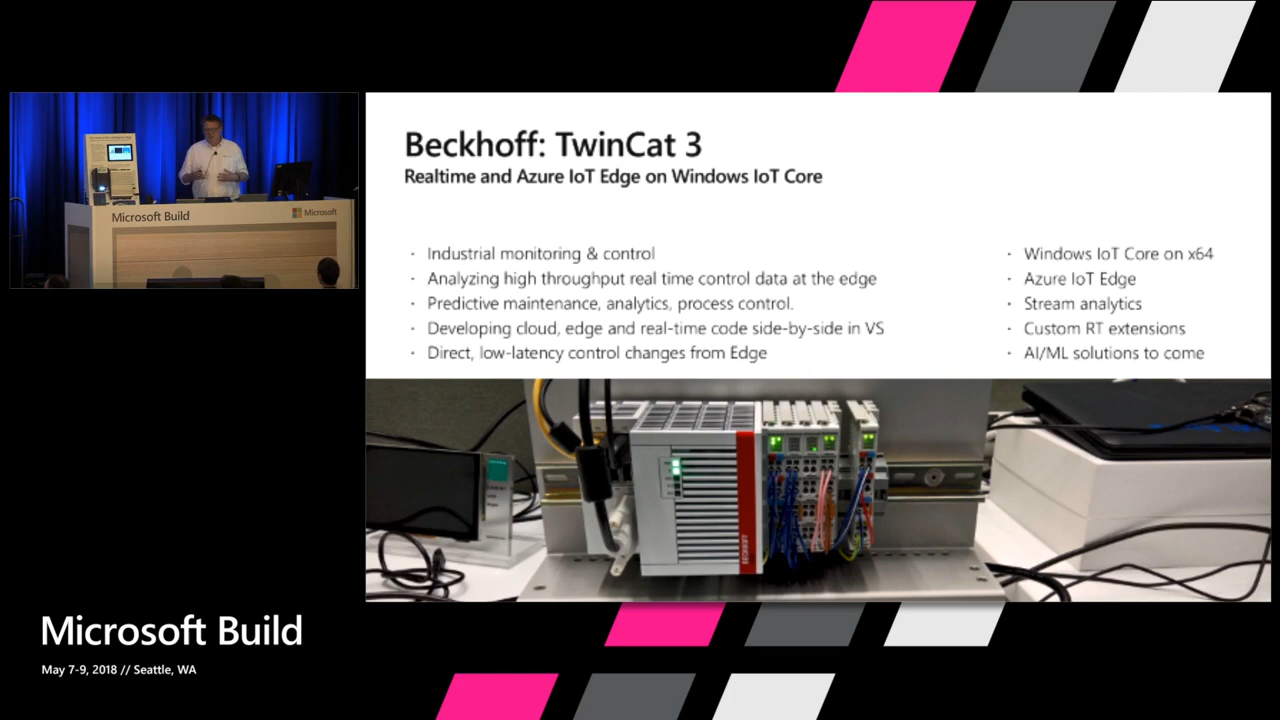 Microsoft Build
Microsoft
Beckhoff: TwinCat 3
Realtime and Azure IoT Edge on Windows IoT Core
· Industrial monitoring & control
· Analyzing high throughput real time control data at the edge
· Predictive maintenance, analytics, process control.
· Developing cloud, edge and real-time code side-by-side in VS
· Direct, low-latency control changes from Edge
· Windows IoT Core on x64
· Azure IoT Edge
· Stream analytics
· Custom RT extensions
· AI/ML solutions to come
BECKHOFF
Microsoft Build
May 7-9, 2018 // Seattle, WA